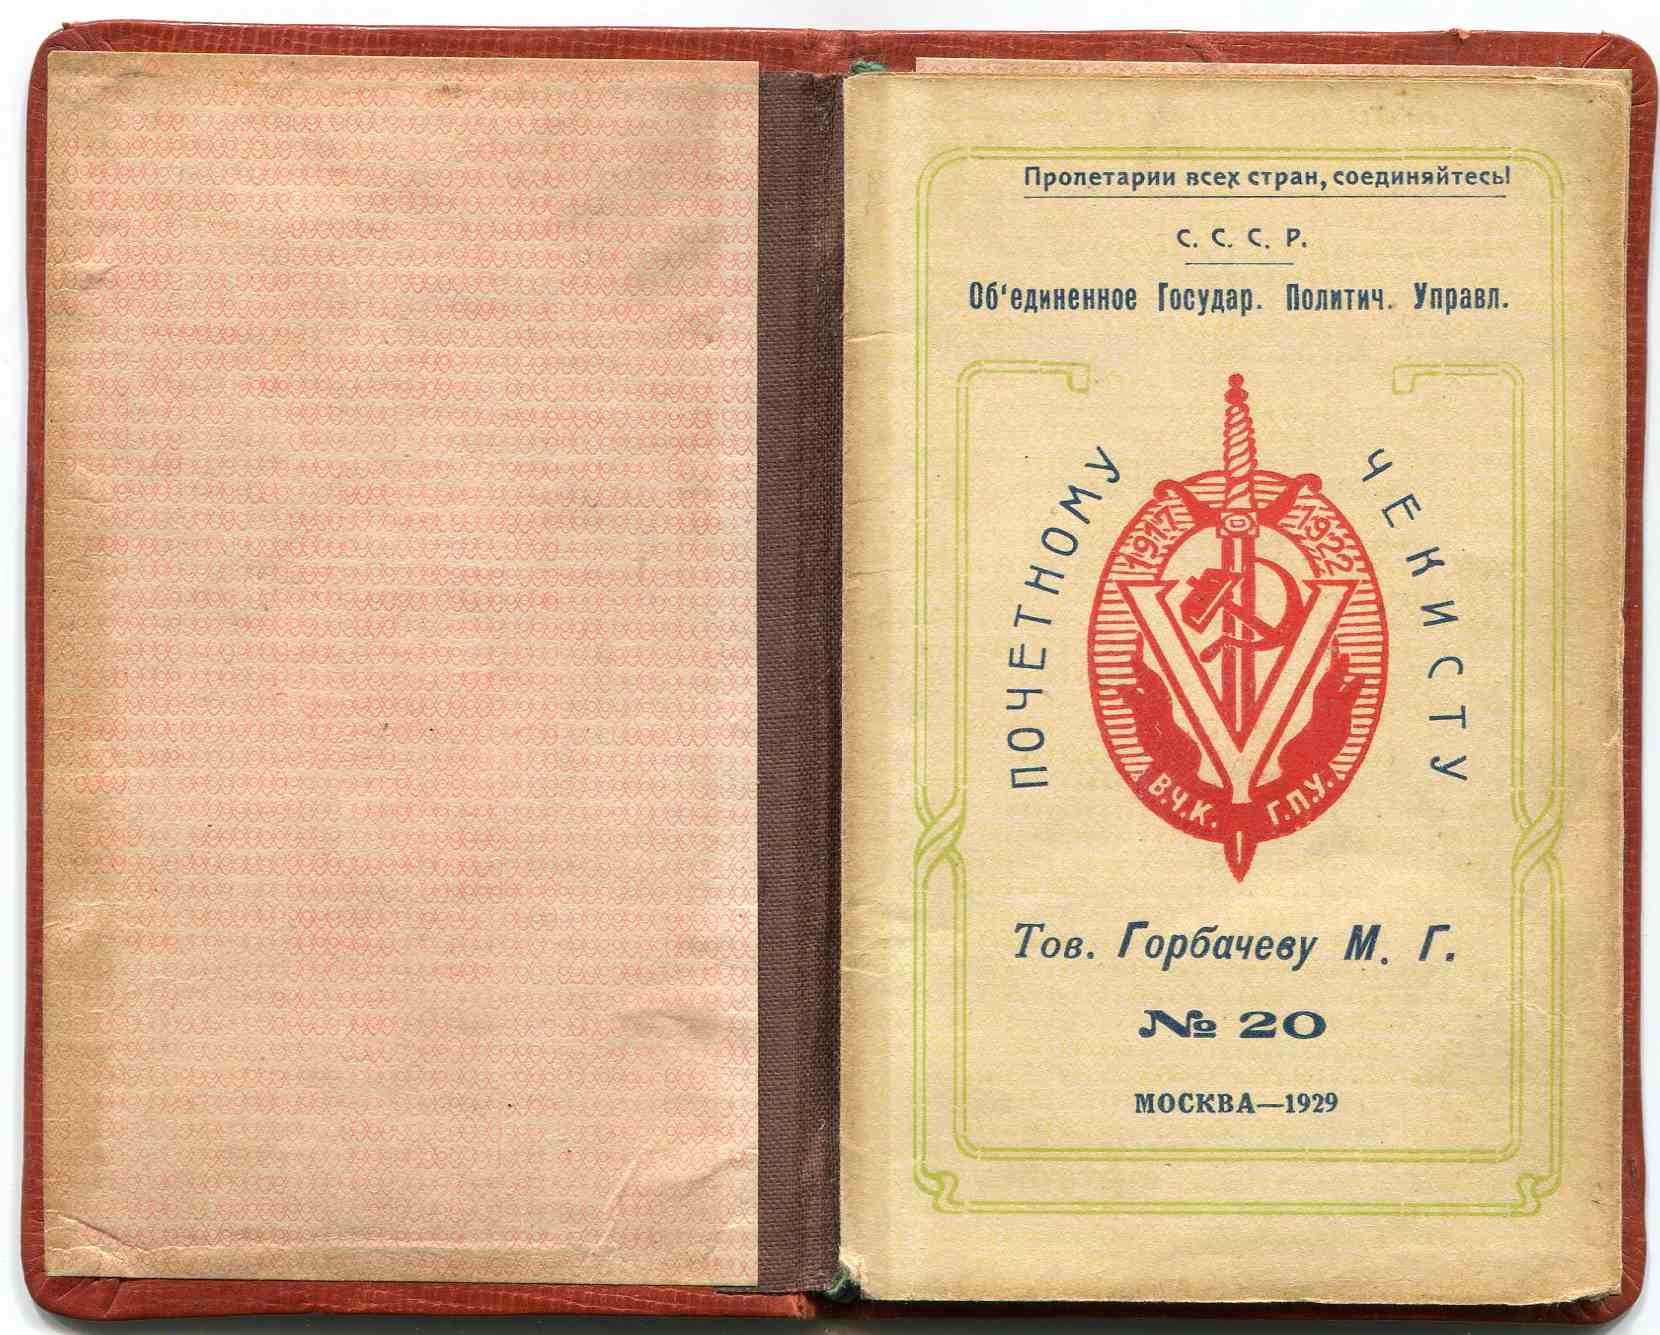 Пролетарии всех стран, соединяйтесь!
С. С. С. Р.
Об‘единенное Государ. Политич. Управл.
ПОЧЕТНОМУ ЧЕКИСТУ
1917 1922
В.Ч.К. Г.П.У.
Тов. Горбачеву М. Г.
№ 20
МОСКВА—1929